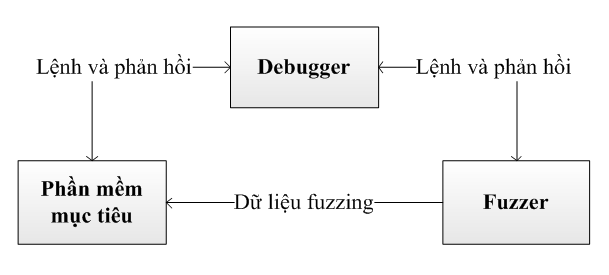 Debugger
Lệnh và phản hồi
Lệnh và phản hồi
Phần mềm
mục tiêu
Dữ liệu fuzzing
Fuzzer